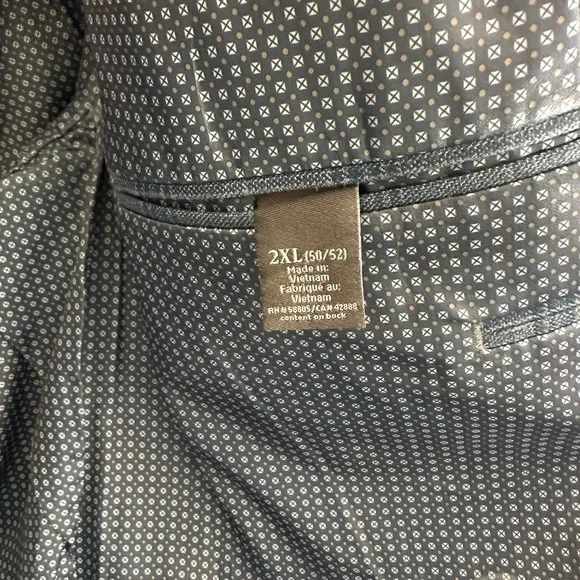 2XL (50/52)
Made in:
Vietnam
Fabriqué au:
Vietnam
RN# 58805/CA# 42888
content on back